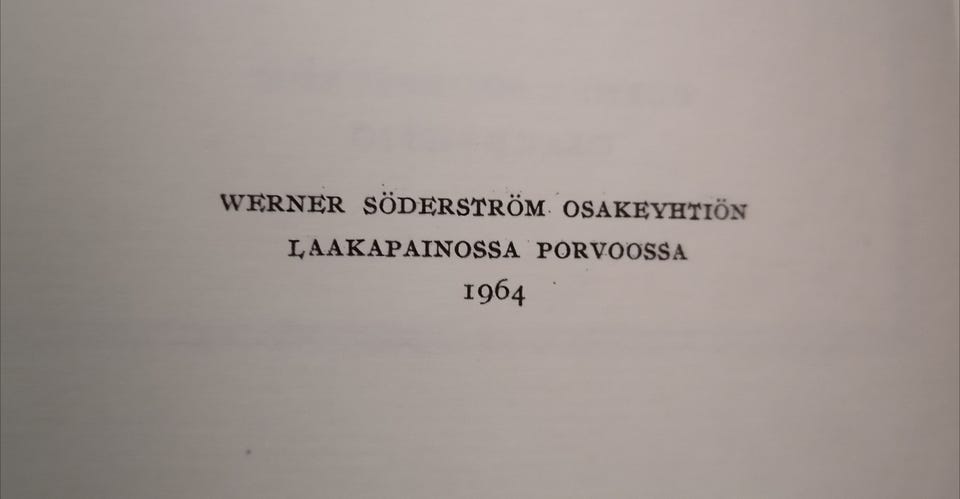 WERNER SÖDERSTRÖM OSAKEYHTIÖN
LAAKAPAINOSSA PORVOOSSA
1964